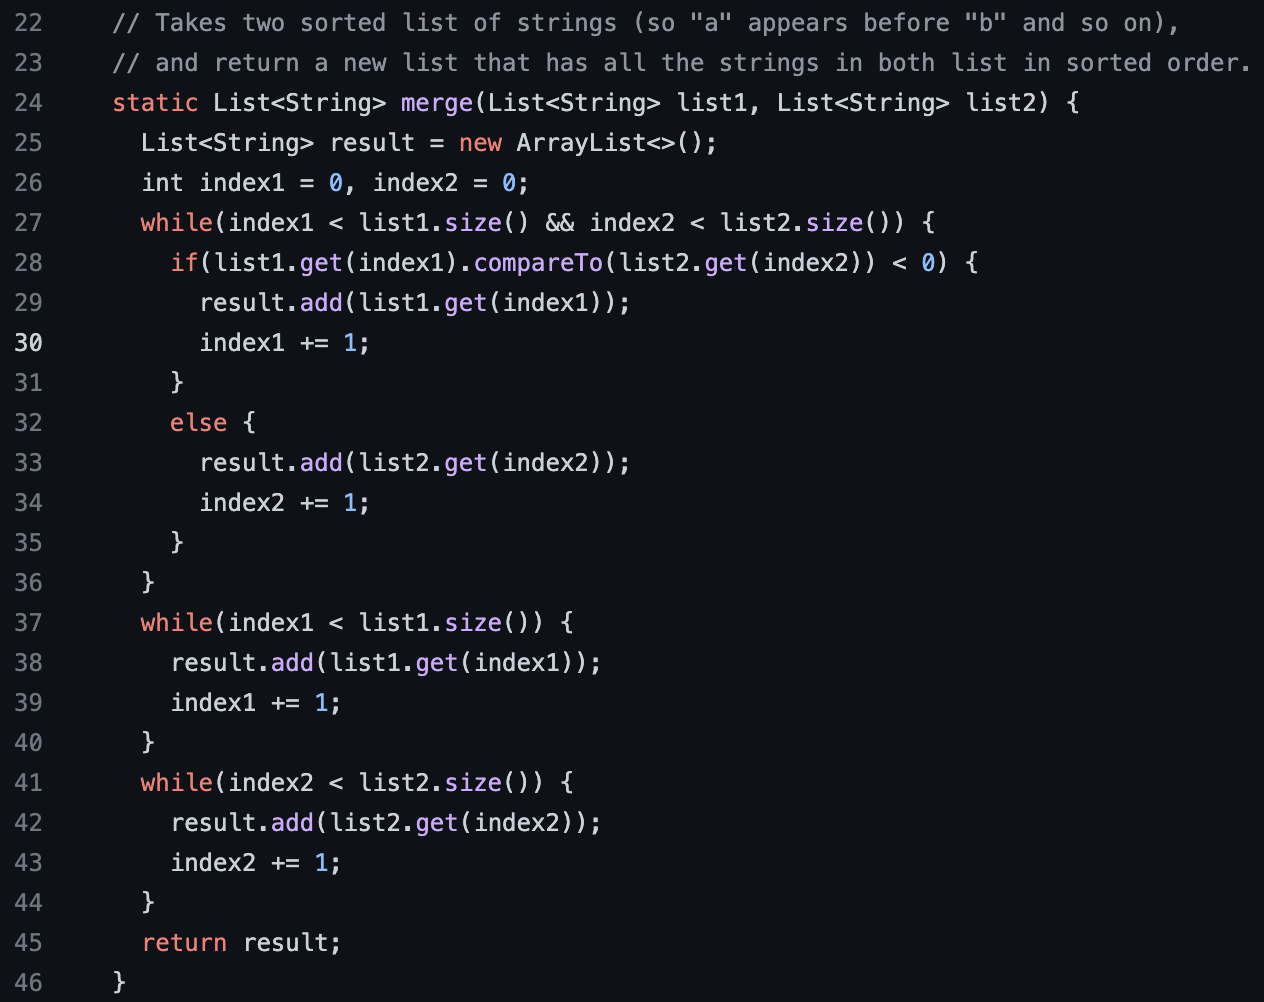 22 // Takes two sorted list of strings (so "a" appears before "b" and so on),
23 // and return a new list that has all the strings in both list in sorted order.
24 static List<String> merge(List<String> list1, List<String> list2) {
25 List<String> result = new ArrayList<>();
26 int index1 = 0, index2 = 0;
27 while(index1 < list1.size() && index2 < list2.size()) {
28 if(list1.get(index1).compareTo(list2.get(index2)) < 0) {
29 result.add(list1.get(index1));
30 index1 += 1;
31 }
32 else {
33 result.add(list2.get(index2));
34 index2 += 1;
35 }
36 }
37 while(index1 < list1.size()) {
38 result.add(list1.get(index1));
39 index1 += 1;
40 }
41 while(index2 < list2.size()) {
42 result.add(list2.get(index2));
43 index2 += 1;
44 }
45 return result;
46 }